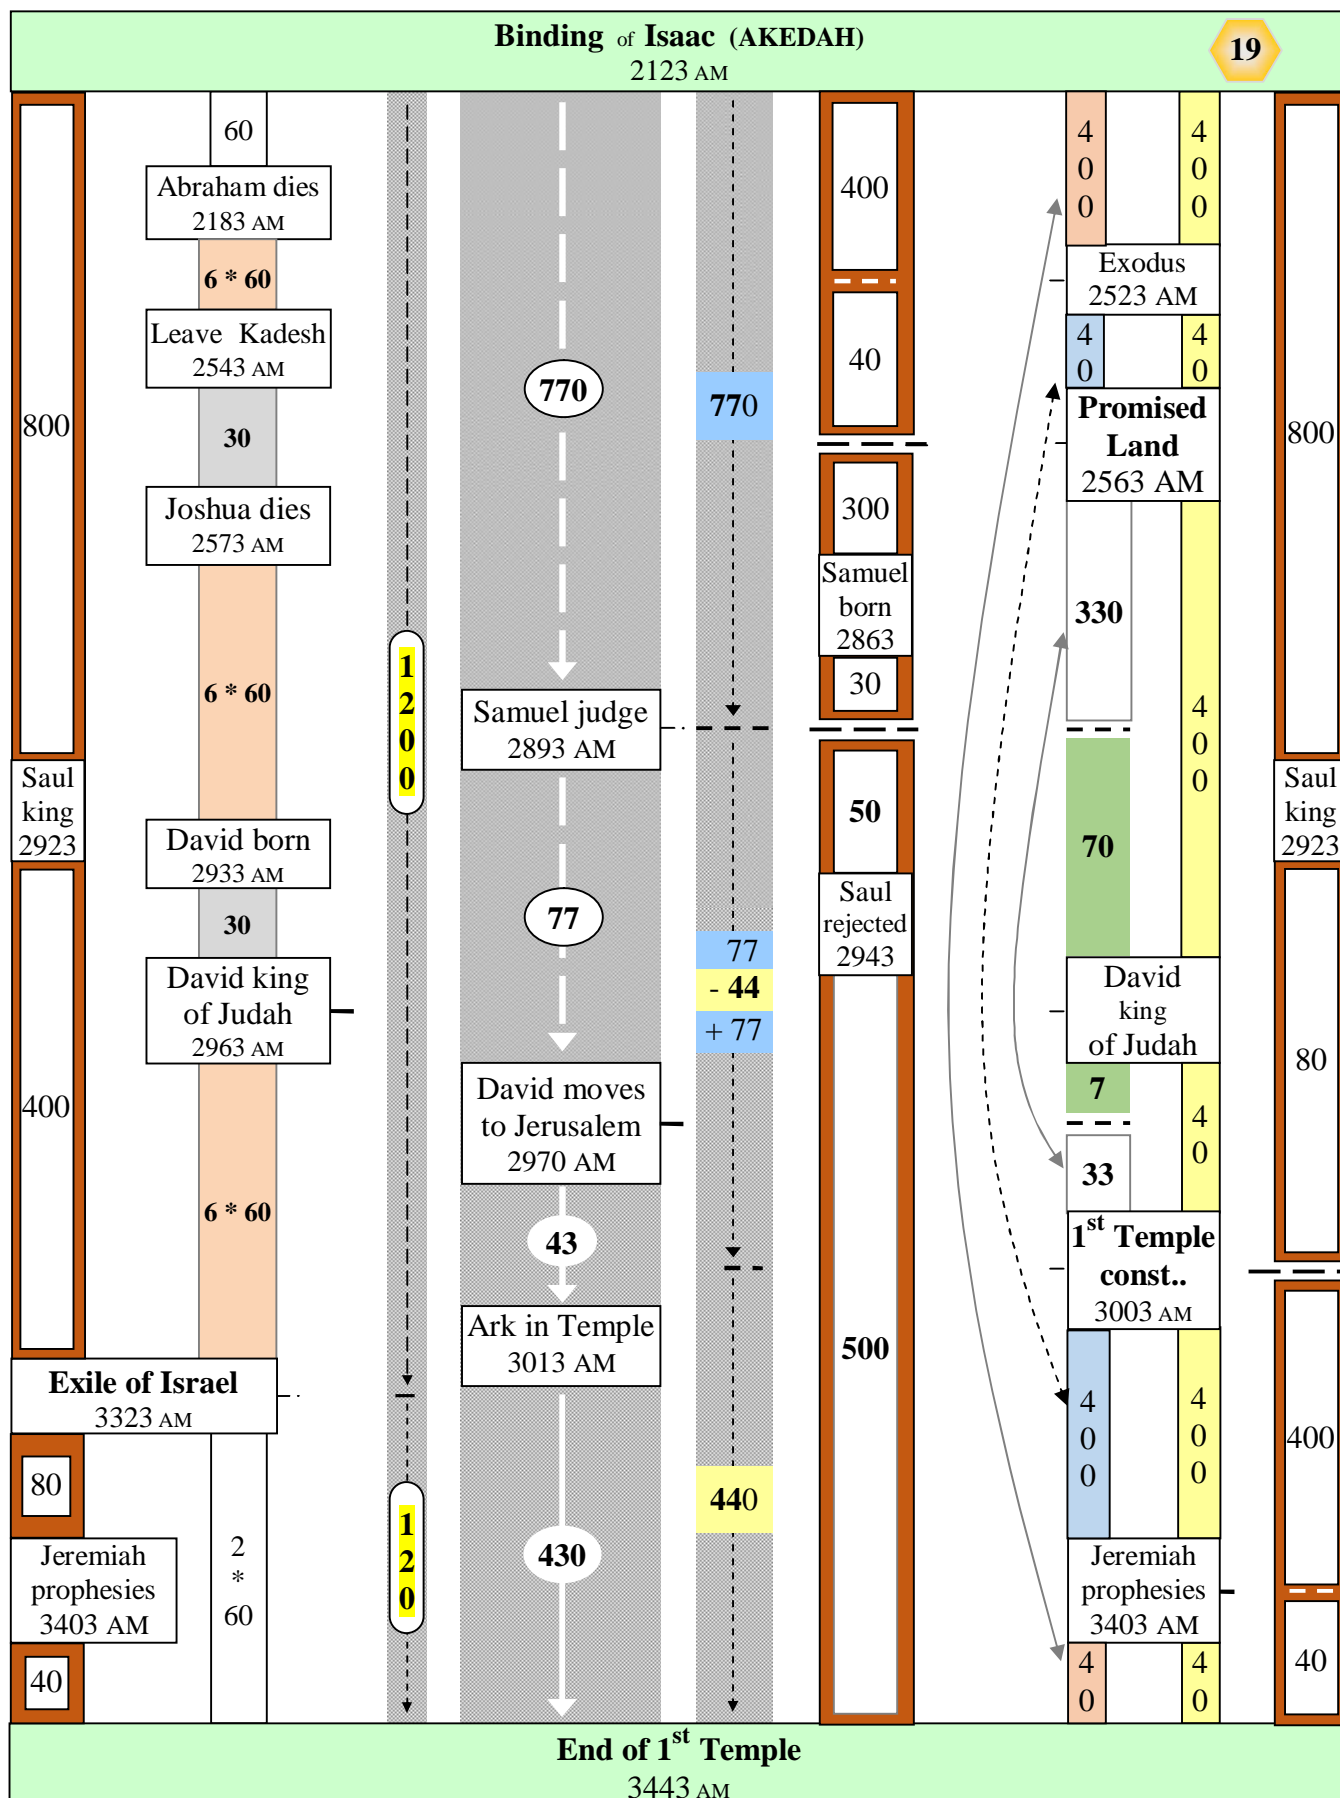 Binding of Isaac (AKEDAH)
2123 AM
19
800
Saul
king
2923
400
60
Abraham dies
2183 AM
6 * 60
Leave Kadesh
2543 AM
30
Joshua dies
2573 AM
6 * 60
David born
2933 AM
30
David king
of Judah
2963 AM
6 * 60
Exile of Israel
3323 AM
80
Jeremiah
prophesies
3403 AM
40
2
*
60
1
2
0
0
1
2
0
770
Samuel judge
2893 AM
77
David moves
to Jerusalem
2970 AM
43
Ark in Temple
3013 AM
430
770
77
- 44
+ 77
440
400
40
300
Samuel
born
2863
30
50
Saul
rejected
2943
500
4
0
0
Exodus
2523 AM
4
0
Promised
Land
2563 AM
330
70
David
king
of Judah
7
33
1st Temple
const..
3003 AM
4
0
0
Jeremiah
prophesies
3403 AM
4
0
4
0
0
4
0
4
0
0
4
0
4
0
0
4
0
800
Saul
king
2923
80
400
40
End of 1st Temple
3443 AM